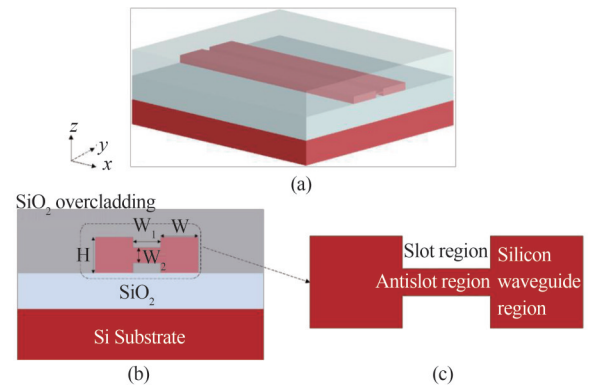 z
y
x
(a)
SiO₂ overcladding
W₁
W
H
W₂
SiO₂
Si Substrate
(b)
Slot region
Antislot region
Silicon
waveguide
region
(c)